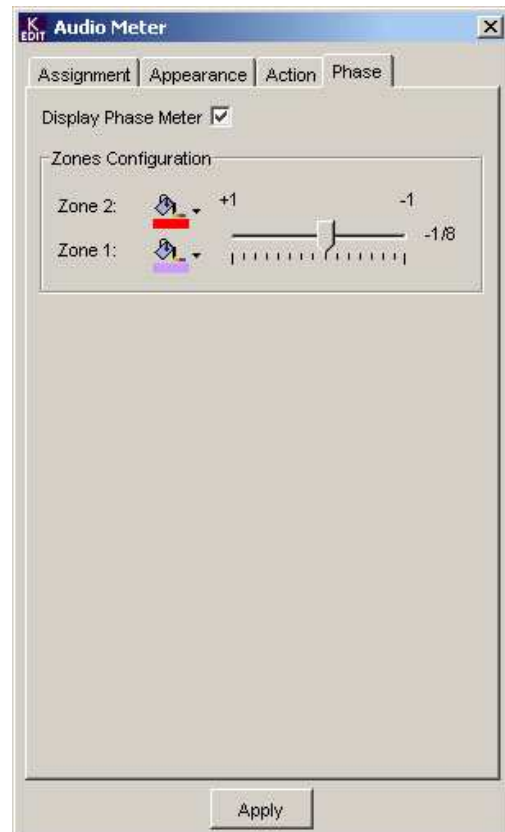 K EDIT Audio Meter
Assignment Appearance Action Phase
Display Phase Meter
Zones Configuration
Zone 2: +1 -1
-1/8
Zone 1:
Apply